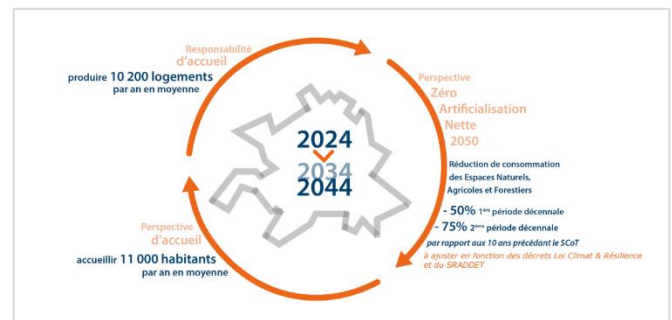 Responsabilité
d'accueil
produire 10 200 logements
par an en moyenne
Perspective
Zéro
Artificialisation
Nette
2050
2024
2034
2044
Réduction de consommation
des Espaces Naturels,
Agricoles et Forestiers
- 50% 1ère période décennale
- 75% 2ème période décennale
par rapport aux 10 ans précédant le SCoT
à ajuster en fonction des décrets Loi Climat & Résilience
et du SRADDET
Perspective
d'accueil
accueillir 11 000 habitants
par an en moyenne